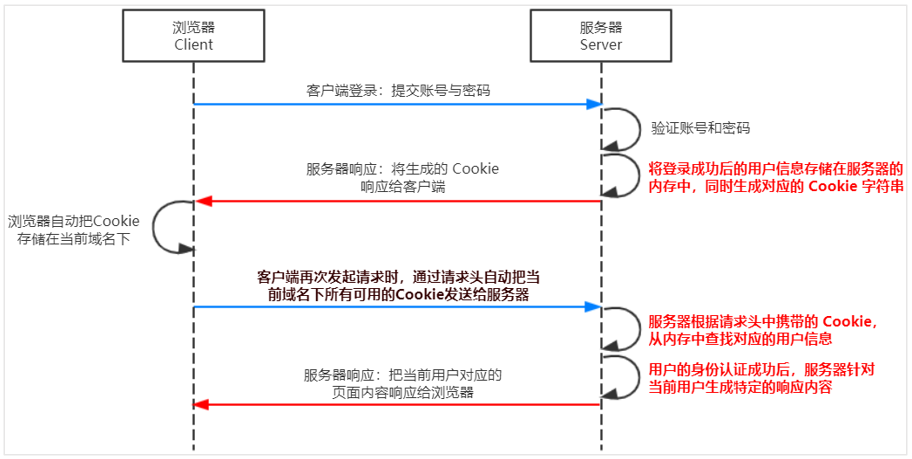 浏览器
Client
服务器
Server
客户端登录：提交账号与密码
验证账号和密码
将登录成功后的用户信息存储在服务器的
内存中，同时生成对应的 Cookie 字符串
服务器响应：将生成的 Cookie
响应给客户端
浏览器自动把Cookie
存储在当前域名下
客户端再次发起请求时，通过请求头自动把当
前域名下所有可用的Cookie发送给服务器
服务器根据请求头中携带的 Cookie，
从内存中查找对应的用户信息
用户的身份认证成功后，服务器针对
当前用户生成特定的响应内容
服务器响应：把当前用户对应的
页面内容响应给浏览器